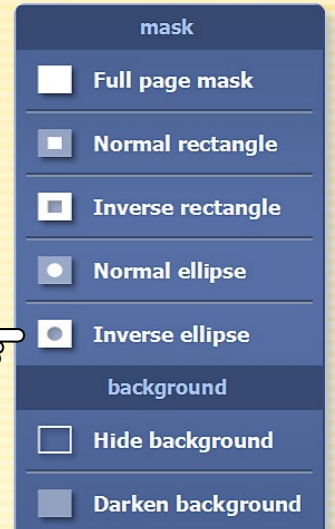 mask
Full page mask
Normal rectangle
Inverse rectangle
Normal ellipse
Inverse ellipse
background
Hide background
Darken background